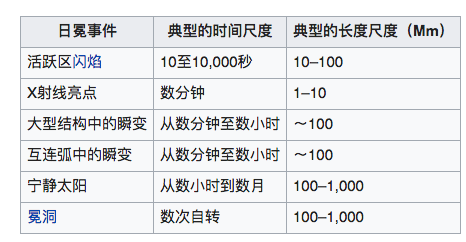 日冕事件 典型的时间尺度 典型的长度尺度（Mm）
活跃区闪焰 10至10,000秒 10–100
X射线亮点 数分钟 1–10
大型结构中的瞬变 从数分钟至数小时 ～100
互连弧中的瞬变 从数分钟至数小时 ～100
宁静太阳 从数小时到数月 100–1,000
冕洞 数次自转 100–1,000